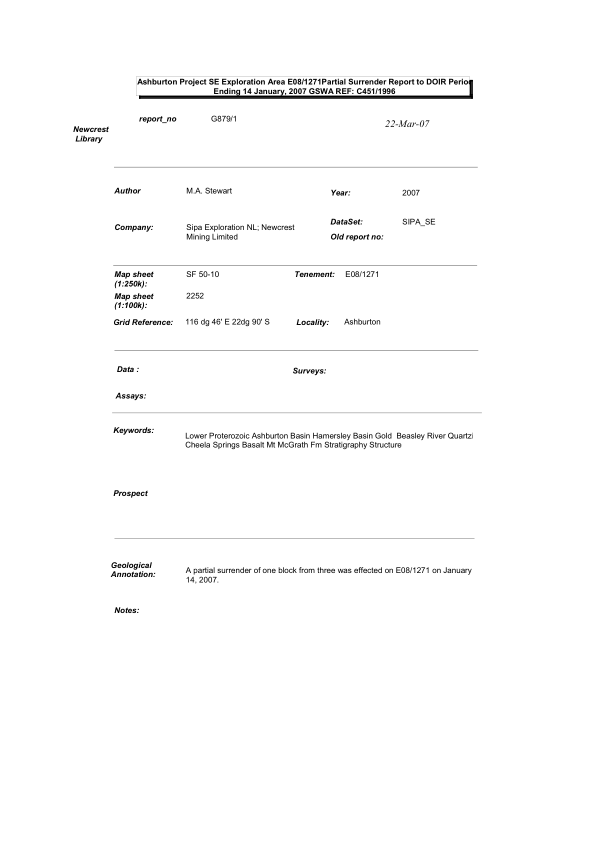 Ashburton Project SE Exploration Area E08/1271Partial Surrender Report to DOIR Period
Ending 14 January, 2007 GSWA REF: C451/1996
report_no G879/1
22-Mar-07
Newcrest
Library
Author M.A. Stewart Year: 2007
DataSet: SIPA_SE
Company: Sipa Exploration NL; Newcrest
Mining Limited
Old report no:
Map sheet SF 50-10 Tenement: E08/1271
(1:250k):
Map sheet 2252
(1:100k):
Grid Reference: 116 dg 46' E 22dg 90' S Locality: Ashburton
Data : Surveys:
Assays:
Keywords:
Lower Proterozoic Ashburton Basin Hamersley Basin Gold Beasley River Quartzi
Cheela Springs Basalt Mt McGrath Fm Stratigraphy Structure
Prospect
Geological
Annotation:
A partial surrender of one block from three was effected on E08/1271 on January
14, 2007.
Notes: